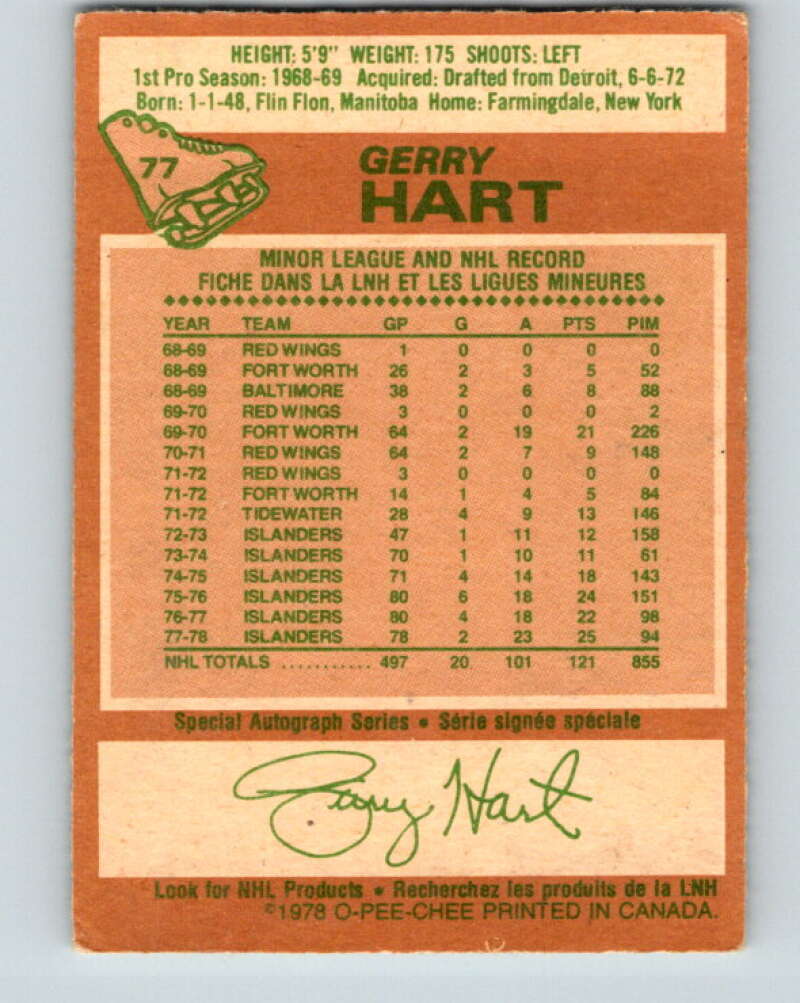 HEIGHT: 5'9" WEIGHT: 175 SHOOTS: LEFT
1st Pro Season: 1968-69 Acquired: Drafted from Detroit, 6-6-72
Born: 1-1-48, Flin Flon, Manitoba Home: Farmingdale, New York
77
GERRY
HART
MINOR LEAGUE AND NHL RECORD
FICHE DANS LA LNH ET LES LIGUES MINEURES
YEAR TEAM GP G A PTS PIM
68-69 RED WINGS 1 0 0 0 0
68-69 FORT WORTH 26 2 3 5 52
68-69 BALTIMORE 38 2 6 8 88
69-70 RED WINGS 3 0 0 0 2
69-70 FORT WORTH 64 2 19 21 226
70-71 RED WINGS 64 2 7 9 148
71-72 RED WINGS 3 0 0 0 0
71-72 FORT WORTH 14 1 4 5 84
71-72 TIDEWATER 28 4 9 13 146
72-73 ISLANDERS 47 1 11 12 158
73-74 ISLANDERS 70 1 10 11 61
74-75 ISLANDERS 71 4 14 18 143
75-76 ISLANDERS 80 6 18 24 151
76-77 ISLANDERS 80 4 18 22 98
77-78 ISLANDERS 78 2 23 25 94
NHL TOTALS ........... 497 20 101 121 855
Special Autograph Series • Série signée spéciale
Gerry Hart
Look for NHL Products • Recherchez les produits de la LNH
©1978 O-PEE-CHEE PRINTED IN CANADA.